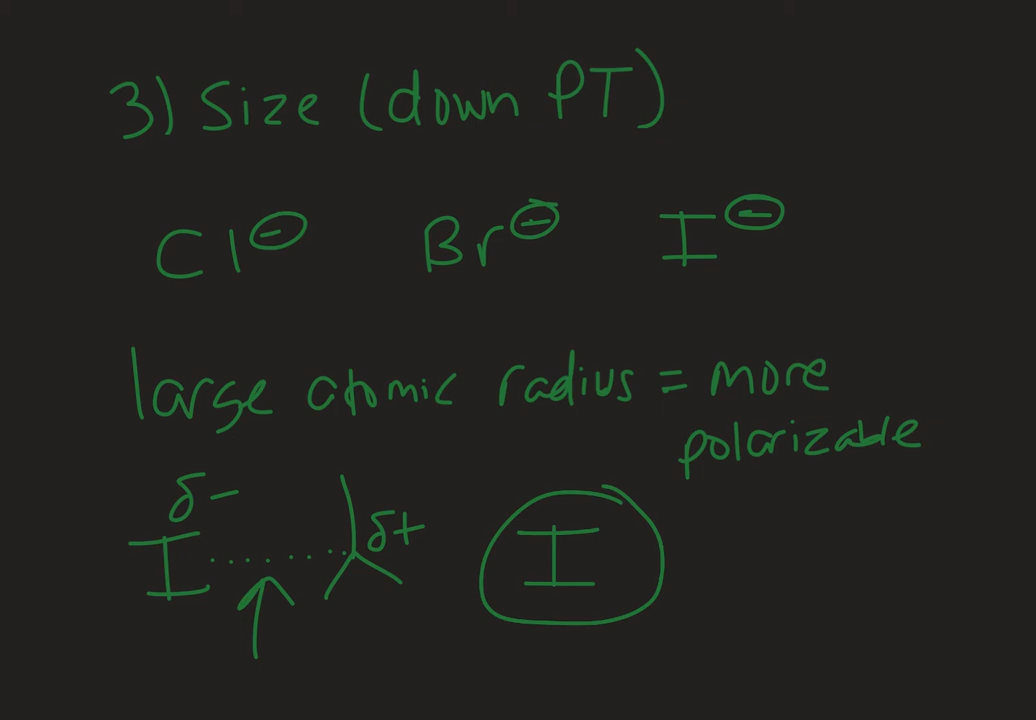 3) Size (down PT)
Cl⊖ Br⊖ I⊖
large atomic radius = more
polarizable
δ- δ+
I I